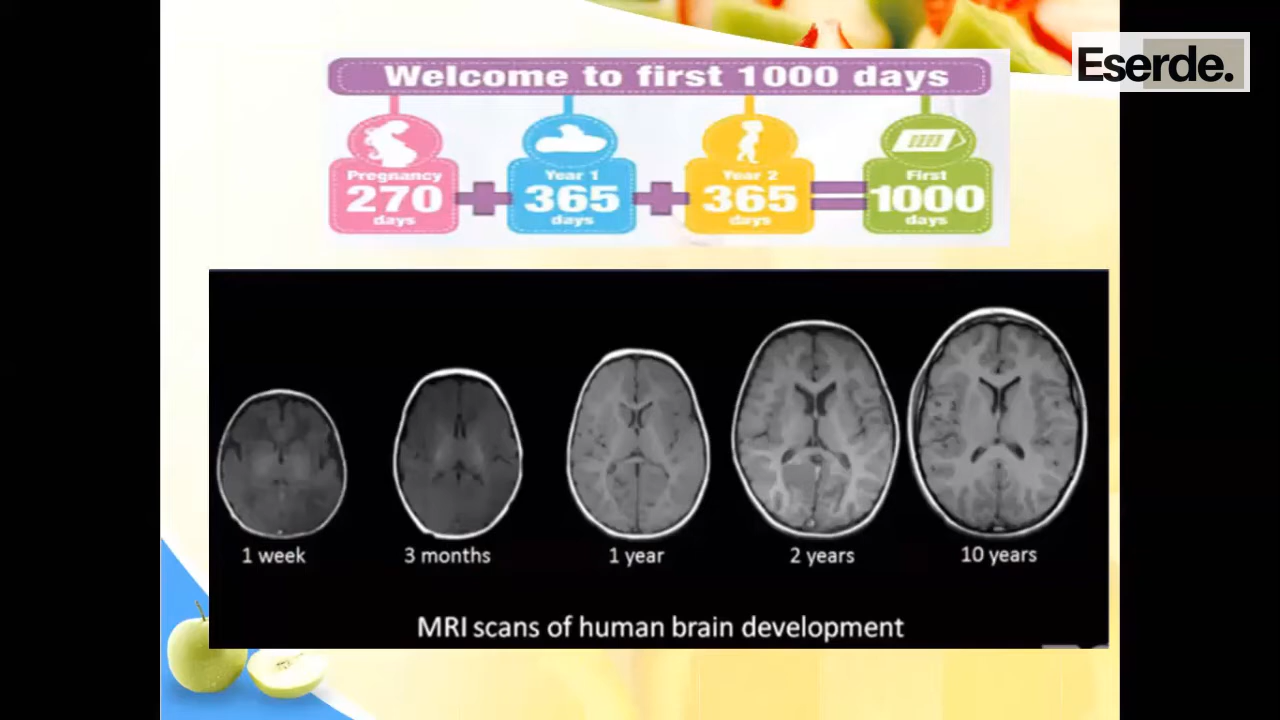 Eserde.
Welcome to first 1000 days
Pregnancy
270
days
Year 1
365
days
Year 2
365
days
First
1000
days
1 week
3 months
1 year
2 years
10 years
MRI scans of human brain development